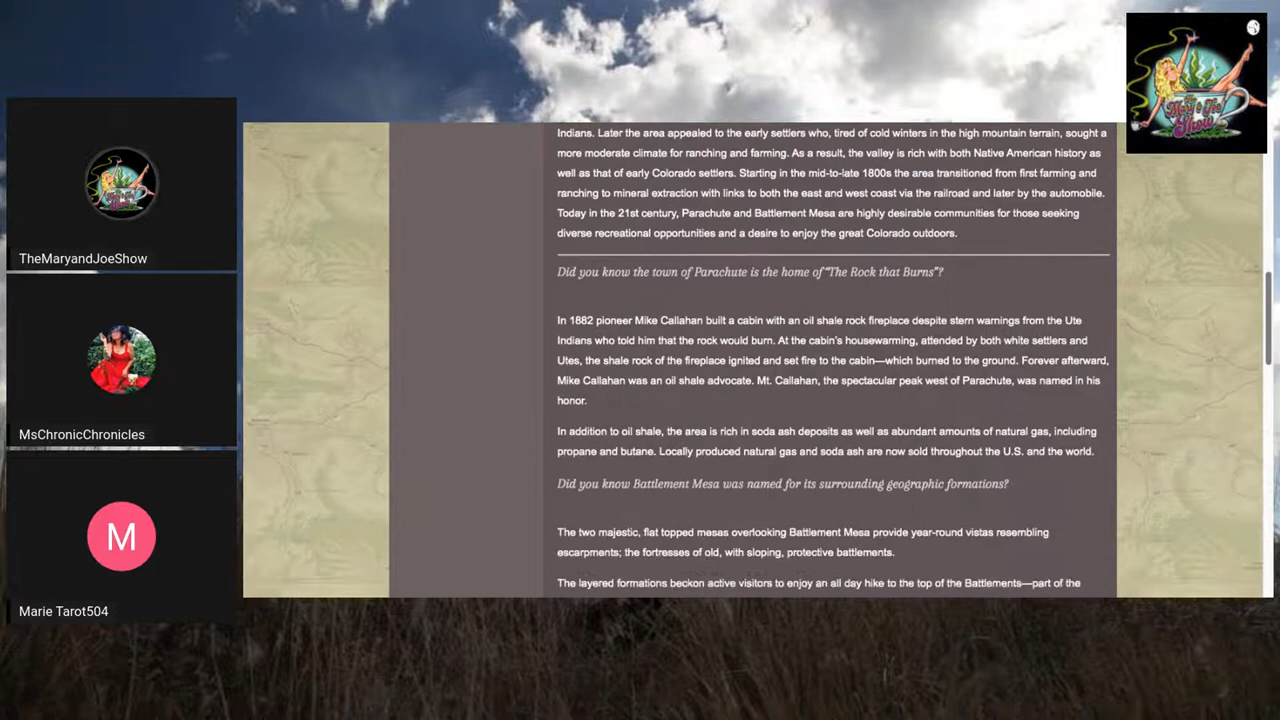 The
Mary & Joe
Show
TheMaryandJoeShow
MsChronicChronicles
M
Marie Tarot504
Indians. Later the area appealed to the early settlers who, tired of cold winters in the high mountain terrain, sought a
more moderate climate for ranching and farming. As a result, the valley is rich with both Native American history as
well as that of early Colorado settlers. Starting in the mid-to-late 1800s the area transitioned from first farming and
ranching to mineral extraction with links to both the east and west coast via the railroad and later by the automobile.
Today in the 21st century, Parachute and Battlement Mesa are highly desirable communities for those seeking
diverse recreational opportunities and a desire to enjoy the great Colorado outdoors.
Did you know the town of Parachute is the home of "The Rock that Burns"?
In 1882 pioneer Mike Callahan built a cabin with an oil shale rock fireplace despite stern warnings from the Ute
Indians who told him that the rock would burn. At the cabin's housewarming, attended by both white settlers and
Utes, the shale rock of the fireplace ignited and set fire to the cabin—which burned to the ground. Forever afterward,
Mike Callahan was an oil shale advocate. Mt. Callahan, the spectacular peak west of Parachute, was named in his
honor.
In addition to oil shale, the area is rich in soda ash deposits as well as abundant amounts of natural gas, including
propane and butane. Locally produced natural gas and soda ash are now sold throughout the U.S. and the world.
Did you know Battlement Mesa was named for its surrounding geographic formations?
The two majestic, flat topped mesas overlooking Battlement Mesa provide year-round vistas resembling
escarpments; the fortresses of old, with sloping, protective battlements.
The layered formations beckon active visitors to enjoy an all day hike to the top of the Battlements—part of the